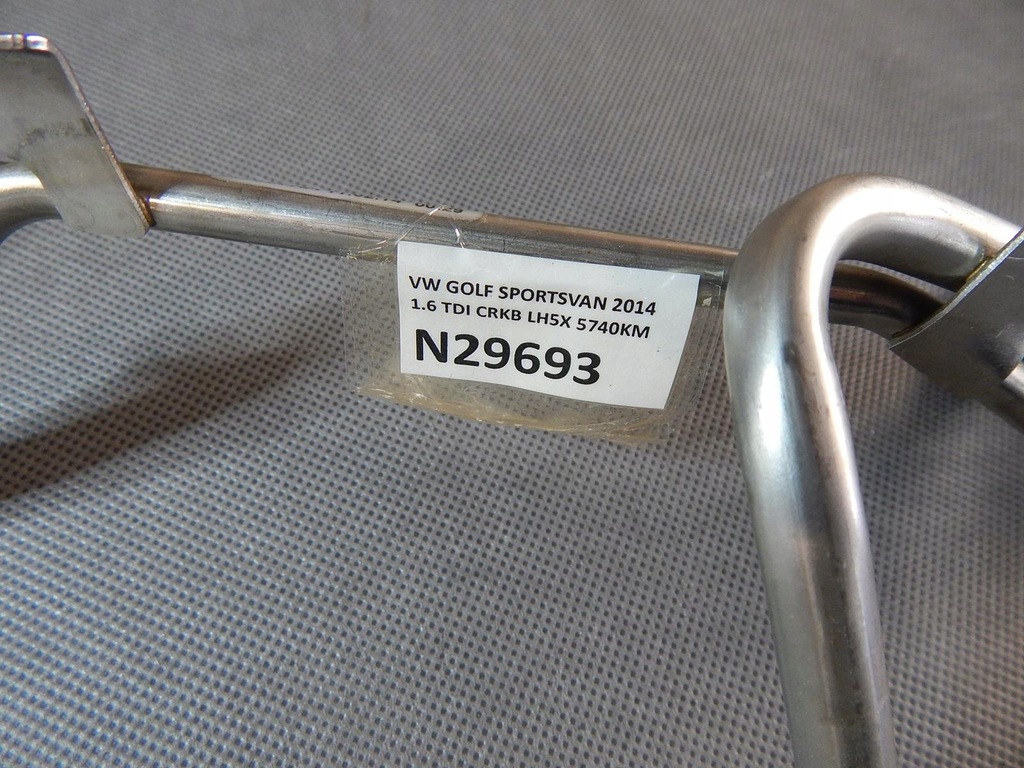 VW GOLF SPORTSVAN 2014
1.6 TDI CRKB LH5X 5740KM
N29693